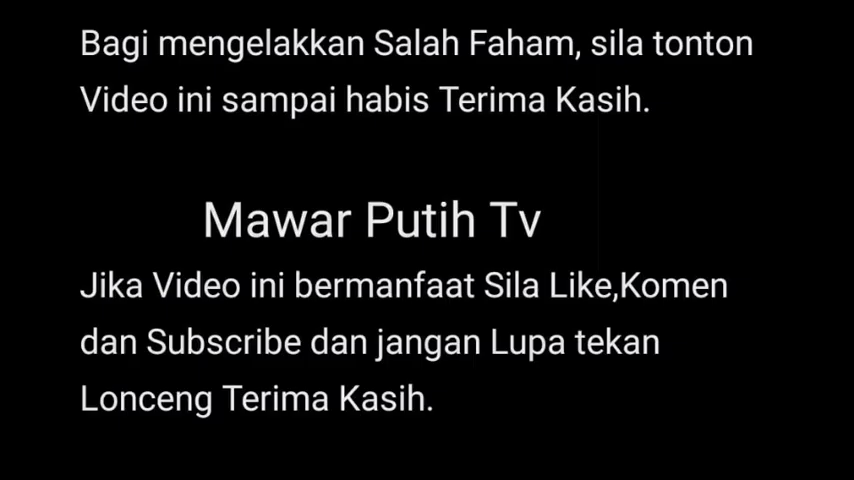 Bagi mengelakkan Salah Faham, sila tonton
Video ini sampai habis Terima Kasih.
Mawar Putih Tv
Jika Video ini bermanfaat Sila Like,Komen
dan Subscribe dan jangan Lupa tekan
Lonceng Terima Kasih.